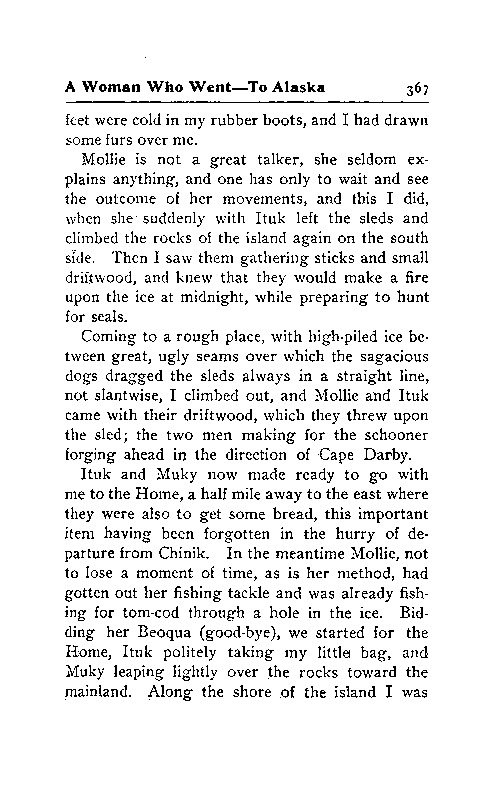 A Woman Who Went—To Alaska 367
feet were cold in my rubber boots, and I had drawn
some furs over me.
Mollie is not a great talker, she seldom ex-
plains anything, and one has only to wait and see
the outcome of her movements, and this I did,
when she suddenly with Ituk left the sleds and
climbed the rocks of the island again on the south
side. Then I saw them gathering sticks and small
driftwood, and knew that they would make a fire
upon the ice at midnight, while preparing to hunt
for seals.
Coming to a rough place, with high-piled ice be-
tween great, ugly seams over which the sagacious
dogs dragged the sleds always in a straight line,
not slantwise, I climbed out, and Mollie and Ituk
came with their driftwood, which they threw upon
the sled; the two men making for the schooner
forging ahead in the direction of Cape Darby.
Ituk and Muky now made ready to go with
me to the Home, a half mile away to the east where
they were also to get some bread, this important
item having been forgotten in the hurry of de-
parture from Chinik. In the meantime Mollie, not
to lose a moment of time, as is her method, had
gotten out her fishing tackle and was already fish-
ing for tom-cod through a hole in the ice. Bid-
ding her Beoqua (good-bye), we started for the
Home, Ituk politely taking my little bag, and
Muky leaping lightly over the rocks toward the
mainland. Along the shore of the island I was